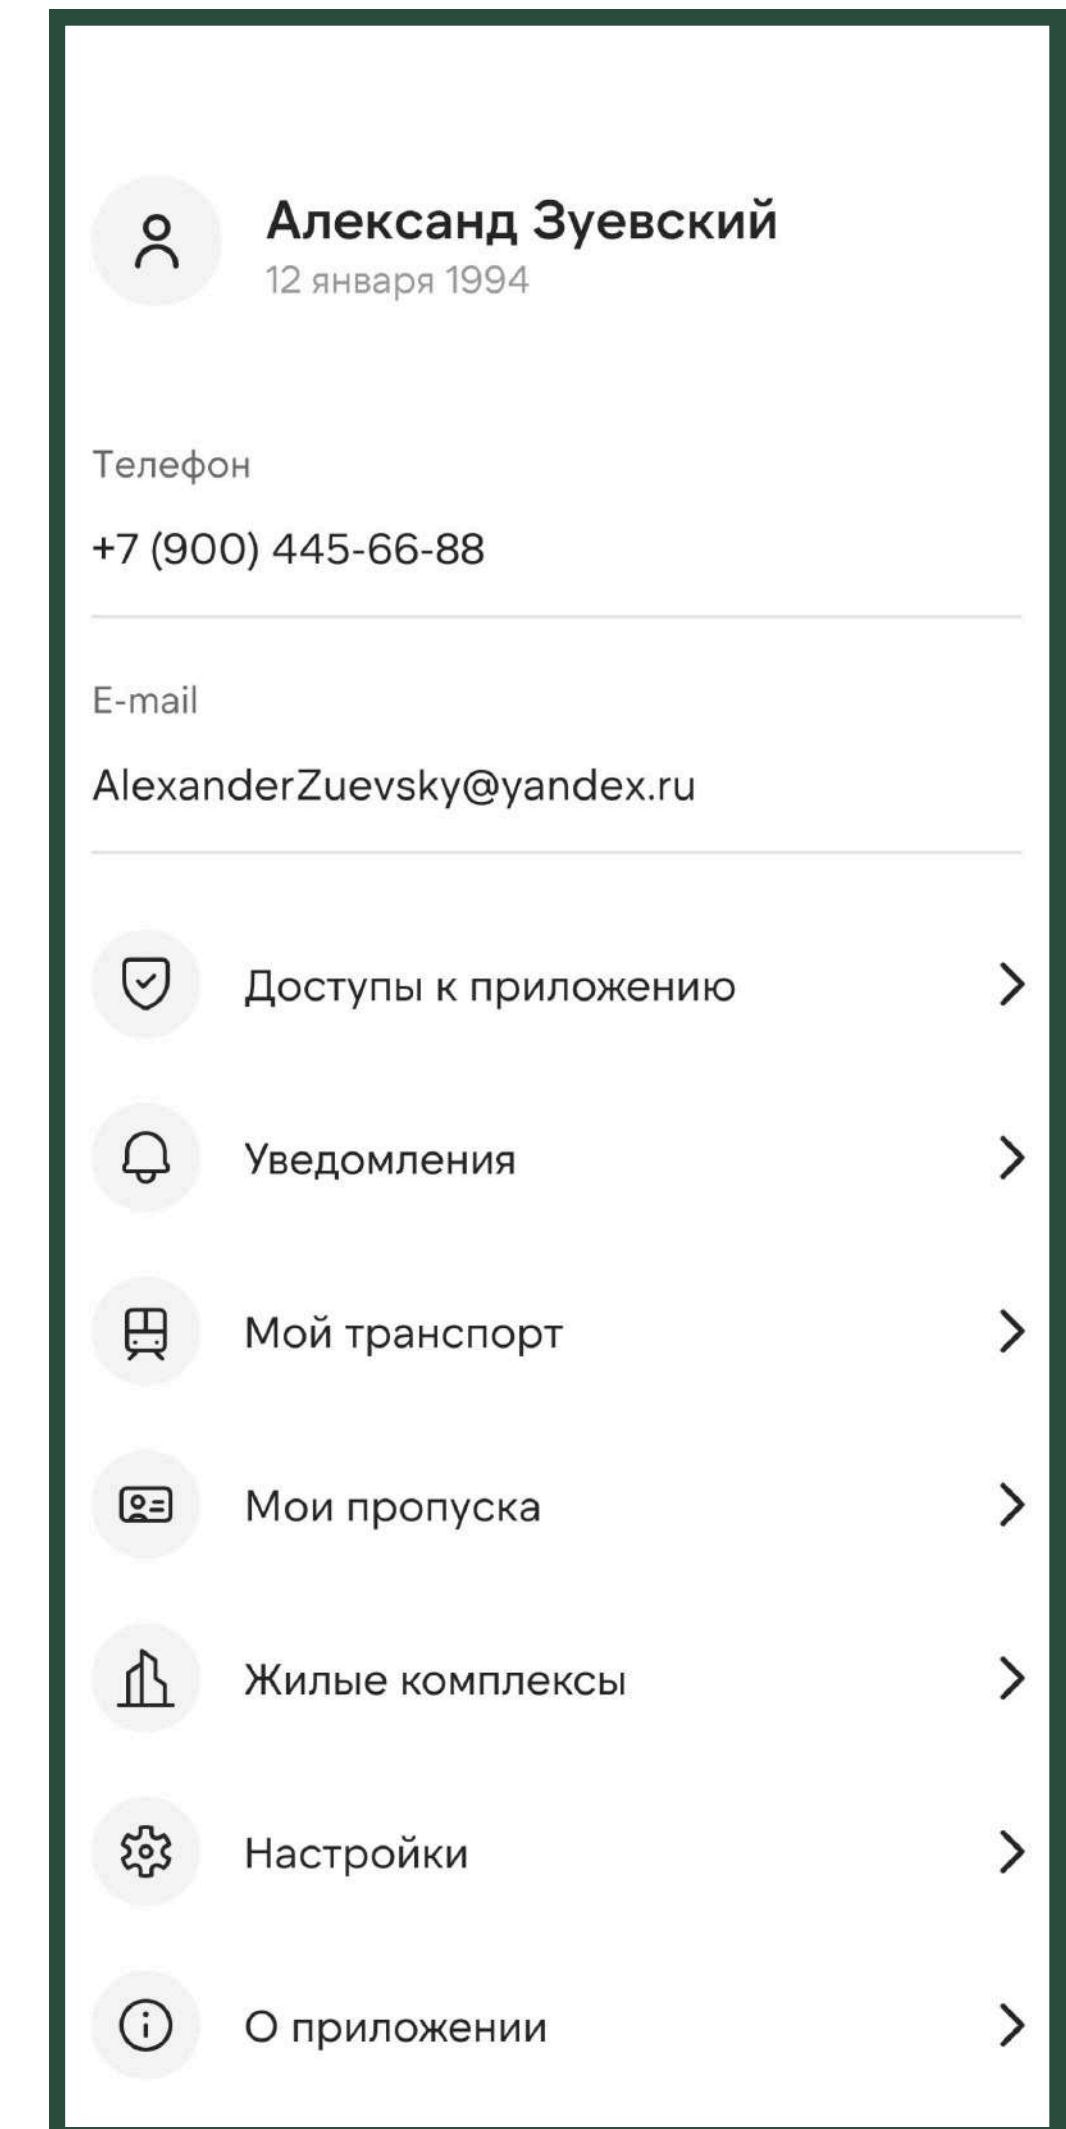 Александ Зуевский
12 января 1994
Телефон
+7 (900) 445-66-88
E-mail
AlexanderZuevsky@yandex.ru
Доступы к приложению
Уведомления
Мой транспорт
Мои пропуска
Жилые комплексы
Настройки
О приложении